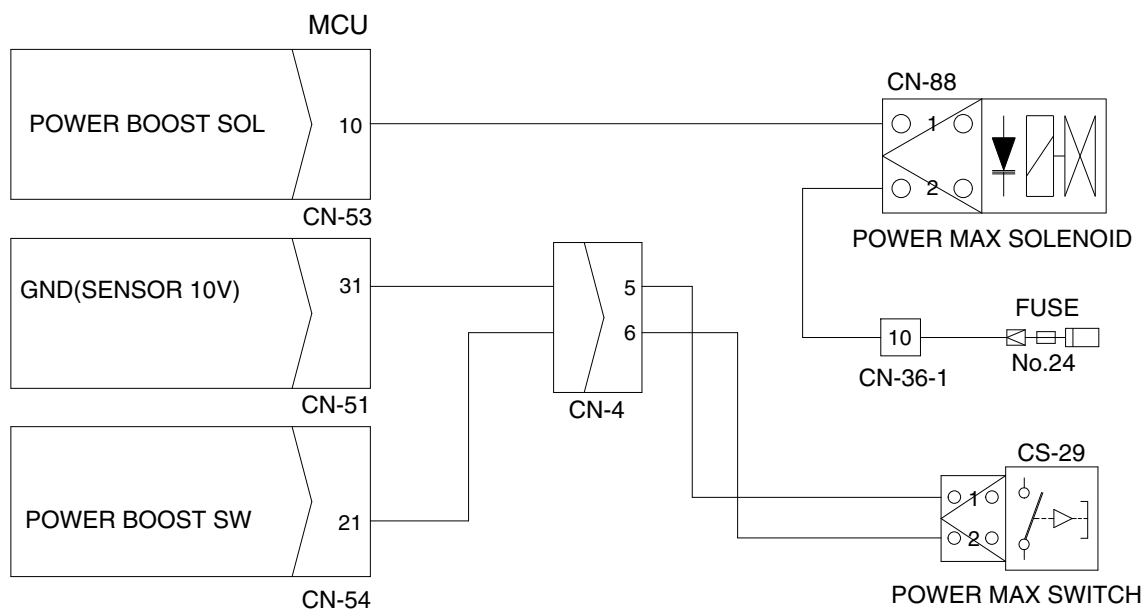 MCU
POWER BOOST SOL
10
CN-53
CN-88
1
2
POWER MAX SOLENOID
GND(SENSOR 10V)
31
CN-51
5
6
CN-4
10
CN-36-1
FUSE
No.24
POWER BOOST SW
21
CN-54
CS-29
1
2
POWER MAX SWITCH